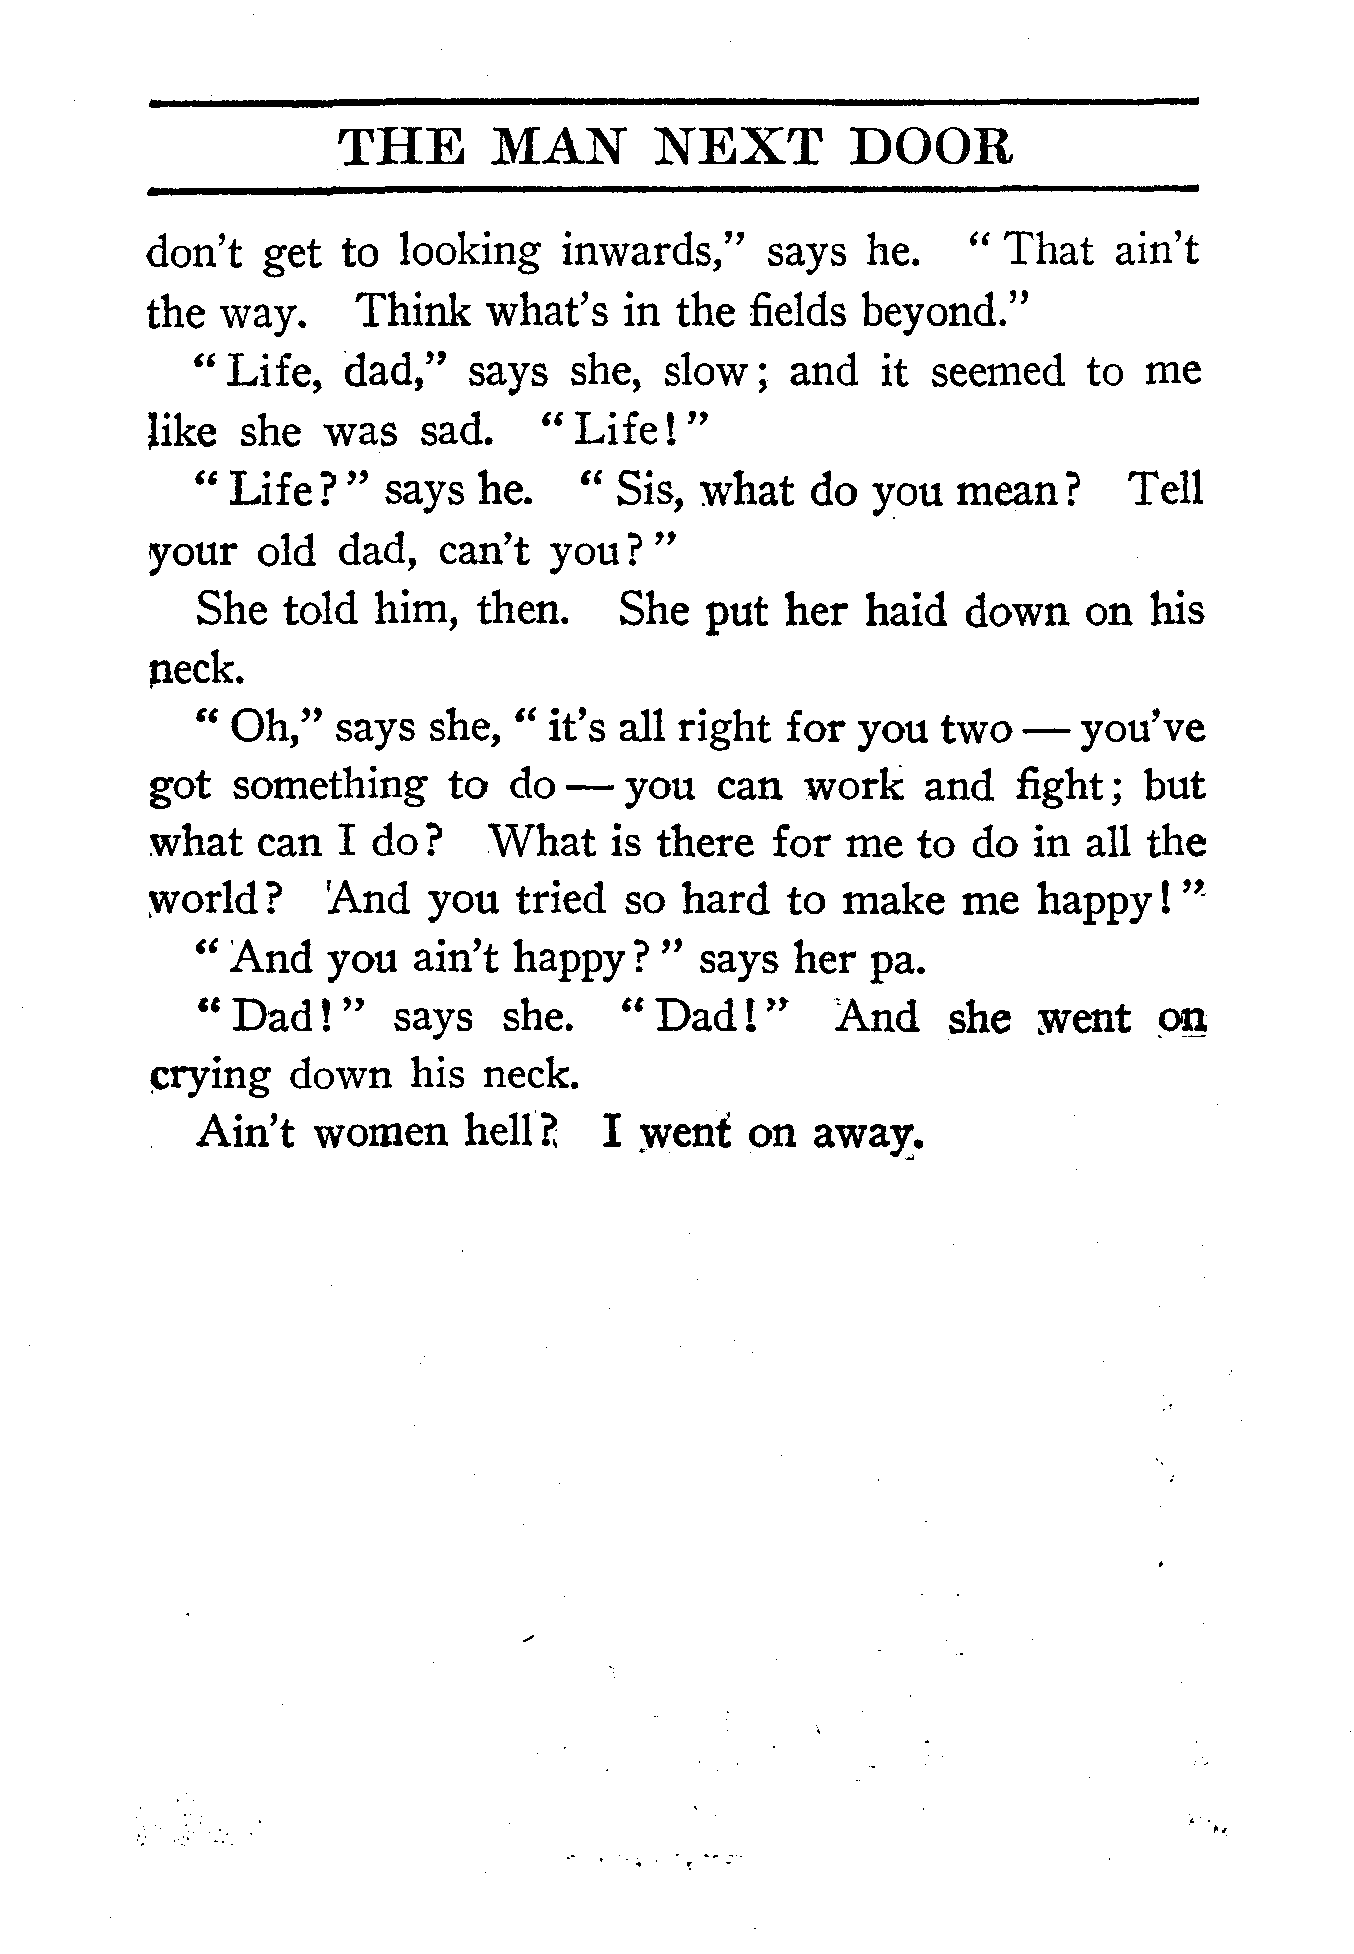 THE MAN NEXT DOOR
don't get to looking inwards," says he. "That ain't
the way. Think what's in the fields beyond."
"Life, dad," says she, slow; and it seemed to me
like she was sad. "Life!"
"Life?" says he. "Sis, what do you mean? Tell
your old dad, can't you?"
She told him, then. She put her haid down on his
neck.
"Oh," says she, "it's all right for you two — you've
got something to do — you can work and fight; but
what can I do? What is there for me to do in all the
world? And you tried so hard to make me happy!"
"And you ain't happy?" says her pa.
"Dad!" says she. "Dad!" And she went on
crying down his neck.
Ain't women hell? I went on away.